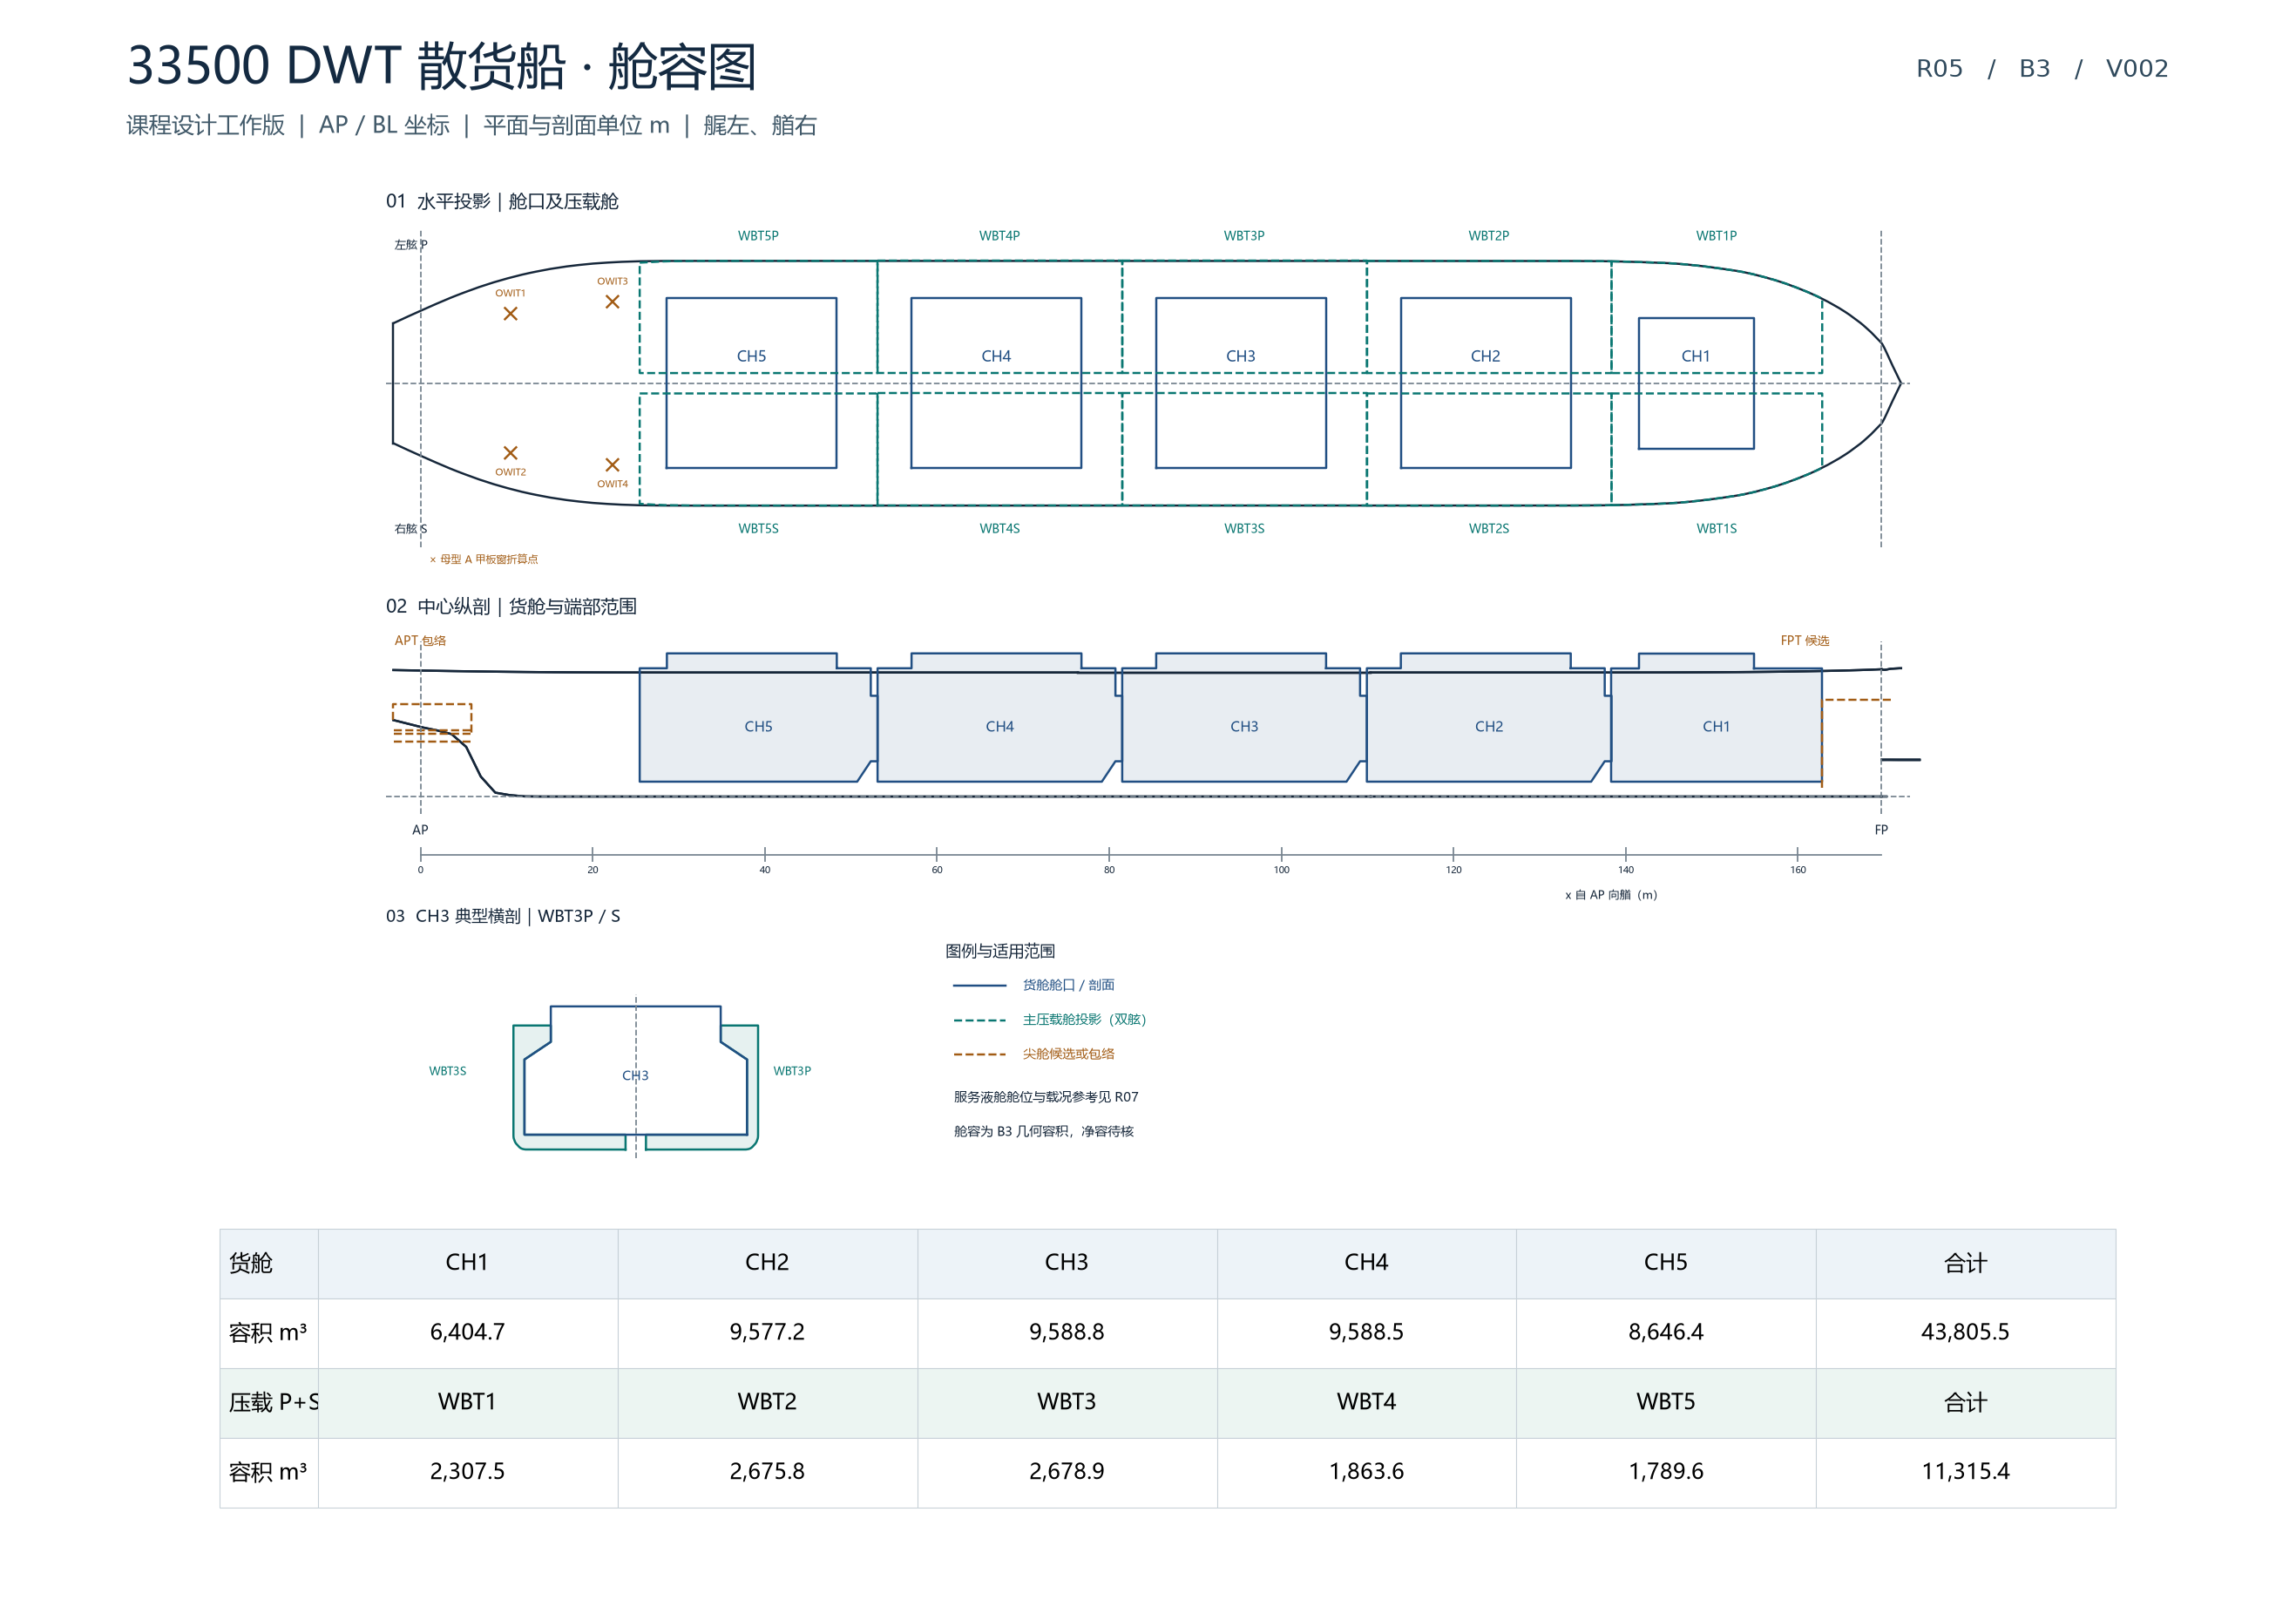 33500 DWT 散货船 · 舱容图
R05 / B3 / V002
课程设计工作版 | AP / BL 坐标 | 平面与剖面单位 m | 艉左、艏右
01 水平投影 | 舱口及压载舱
左舷 P
WBT5P WBT4P WBT3P WBT2P WBT1P
OWIT3
OWIT1
CH5 CH4 CH3 CH2 CH1
OWIT2
OWIT4
右舷 S
WBT5S WBT4S WBT3S WBT2S WBT1S
× 母型 A 甲板窗折算点
02 中心纵剖 | 货舱与端部范围
APT 包络
FPT 候选
CH5 CH4 CH3 CH2 CH1
AP FP
0 20 40 60 80 100 120 140 160
x 自 AP 向艏（m）
03 CH3 典型横剖 | WBT3P / S
WBT3S
CH3
WBT3P
图例与适用范围
货舱舱口 / 剖面
主压载舱投影（双舷）
尖舱候选或包络
服务液舱舱位与载况参考见 R07
舱容为 B3 几何容积，净容待核
货舱 CH1 CH2 CH3 CH4 CH5 合计
容积 m³ 6,404.7 9,577.2 9,588.8 9,588.5 8,646.4 43,805.5
压载 P+S WBT1 WBT2 WBT3 WBT4 WBT5 合计
容积 m³ 2,307.5 2,675.8 2,678.9 1,863.6 1,789.6 11,315.4